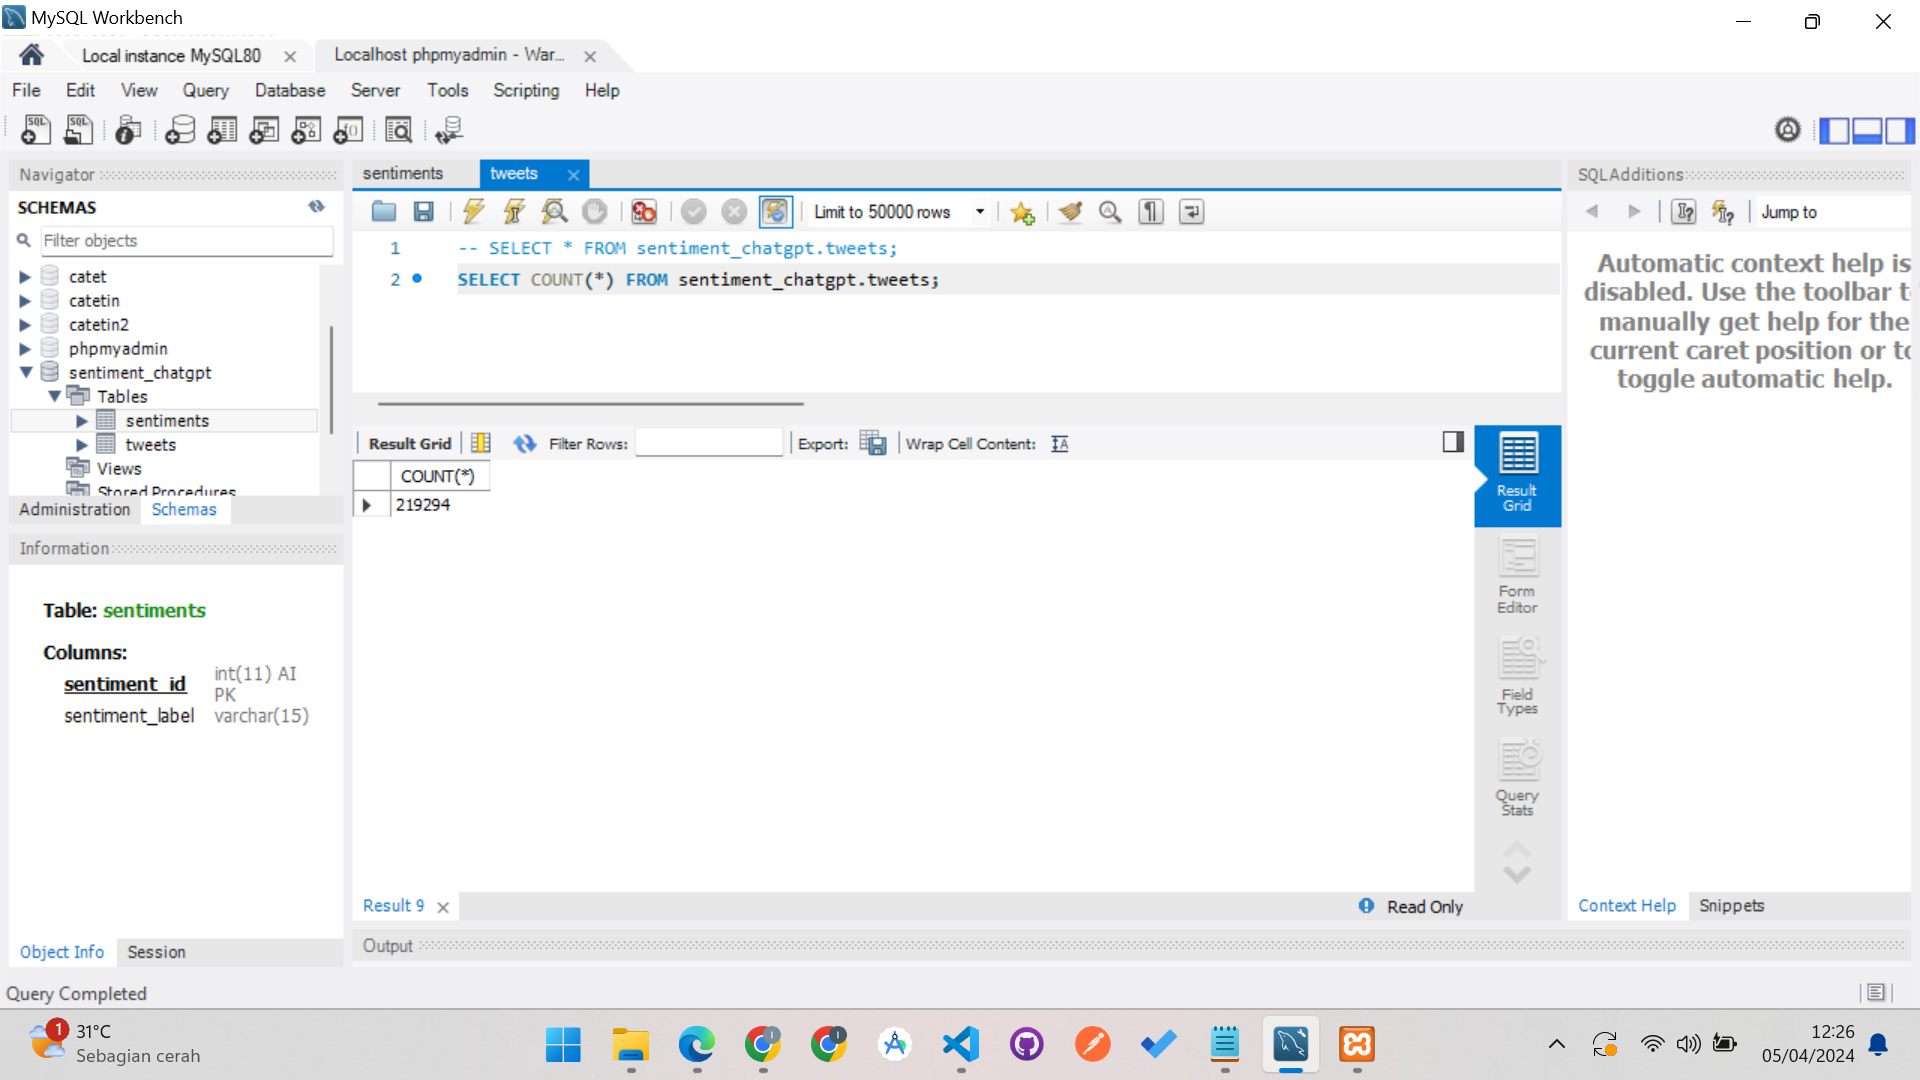 MySQL Workbench
Local instance MySQL80
Localhost phpmyadmin - War...
File Edit View Query Database Server Tools Scripting Help
Navigator
SCHEMAS
Filter objects
catet
catetin
catetin2
phpmyadmin
sentiment_chatgpt
Tables
sentiments
tweets
Views
Stored Procedures
Administration Schemas
Information
Table: sentiments
Columns:
sentiment_id int(11) AI PK
sentiment_label varchar(15)
Object Info Session
sentiments tweets
Limit to 50000 rows
1 -- SELECT * FROM sentiment_chatgpt.tweets;
2 SELECT COUNT(*) FROM sentiment_chatgpt.tweets;
Result Grid Filter Rows: Export: Wrap Cell Content:
COUNT(*)
219294
Result Grid
Form Editor
Field Types
Query Stats
Result 9 Read Only
Output
SQLAdditions
Jump to
Automatic context help is
disabled. Use the toolbar t
manually get help for the
current caret position or to
toggle automatic help.
Context Help Snippets
Query Completed
1
31°C
Sebagian cerah
12:26
05/04/2024